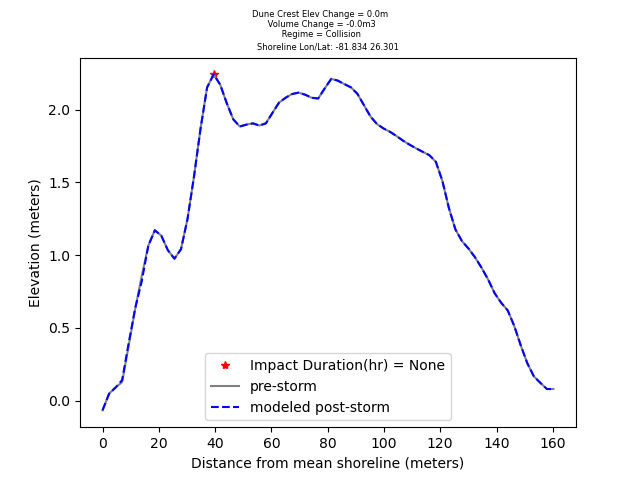 Dune Crest Elev Change = 0.0m
Volume Change = -0.0m3
Regime = Collision
Shoreline Lon/Lat: -81.834 26.301
2.0
1.5
1.0
0.5
0.0
Elevation (meters)
Impact Duration(hr) = None
pre-storm
modeled post-storm
0 20 40 60 80 100 120 140 160
Distance from mean shoreline (meters)